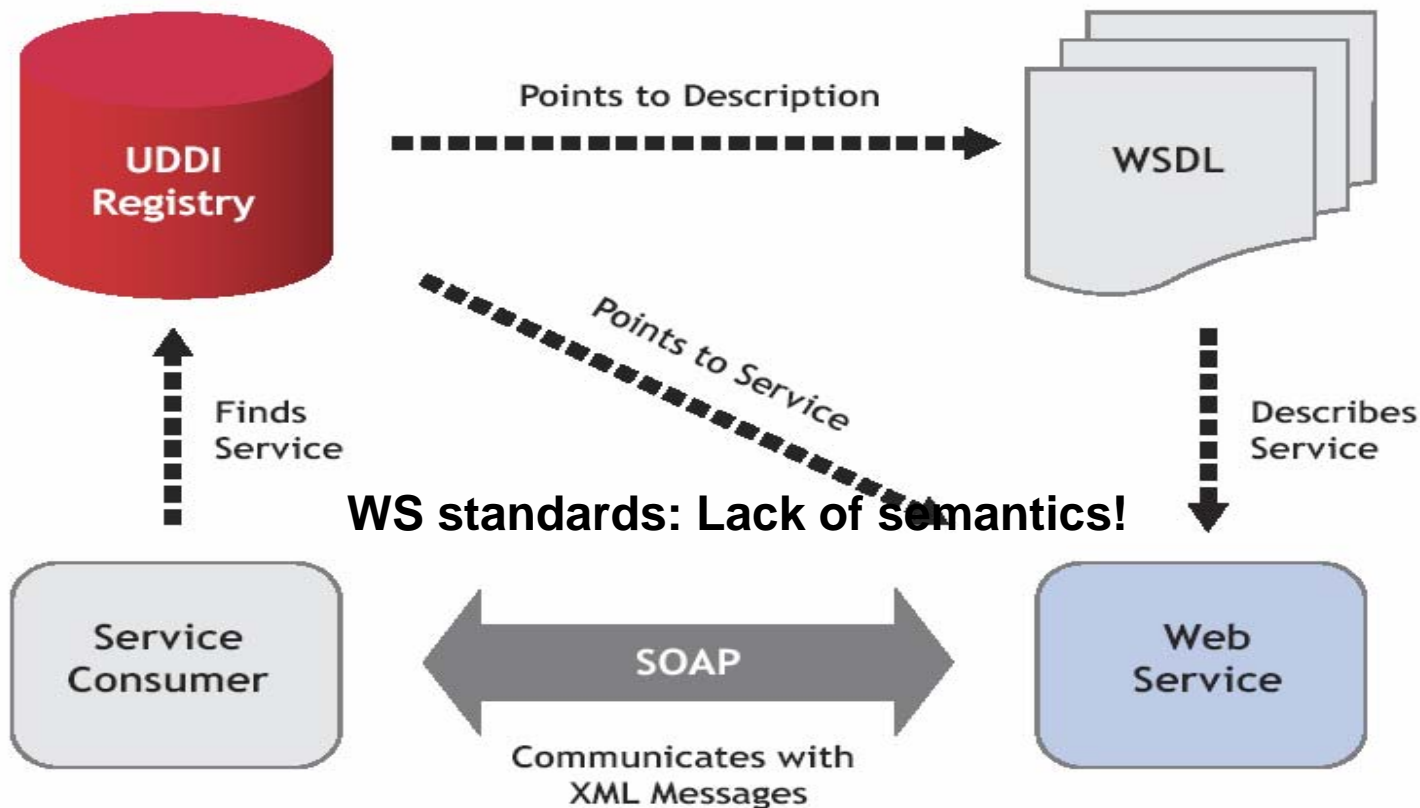 Points to Description
UDDI
Registry
WSDL
Points to Service
Finds
Service
Describes
Service
WS standards: Lack of semantics!
Service
Consumer
SOAP
Web
Service
Communicates with
XML Messages